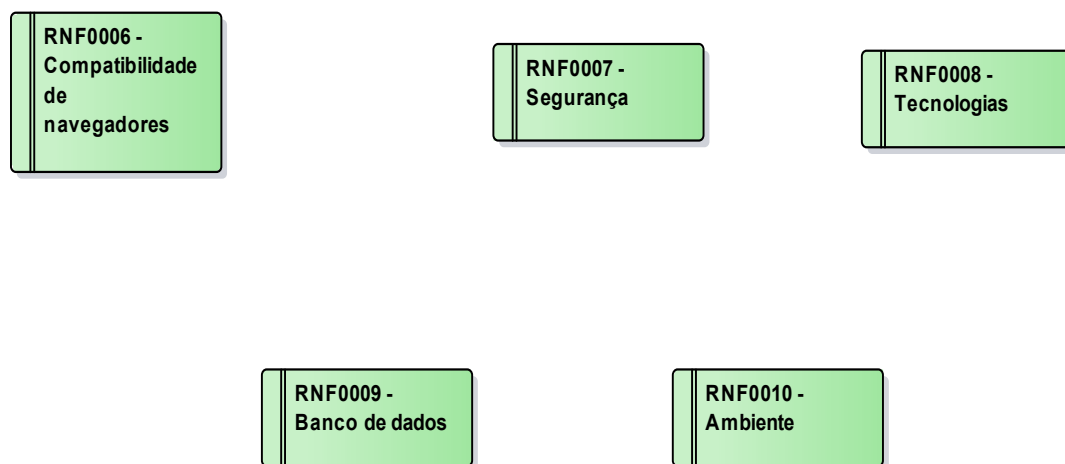 RNF0006 -
Compatibilidade
de
navegadores
RNF0007 -
Segurança
RNF0008 -
Tecnologias
RNF0009 -
Banco de dados
RNF0010 -
Ambiente